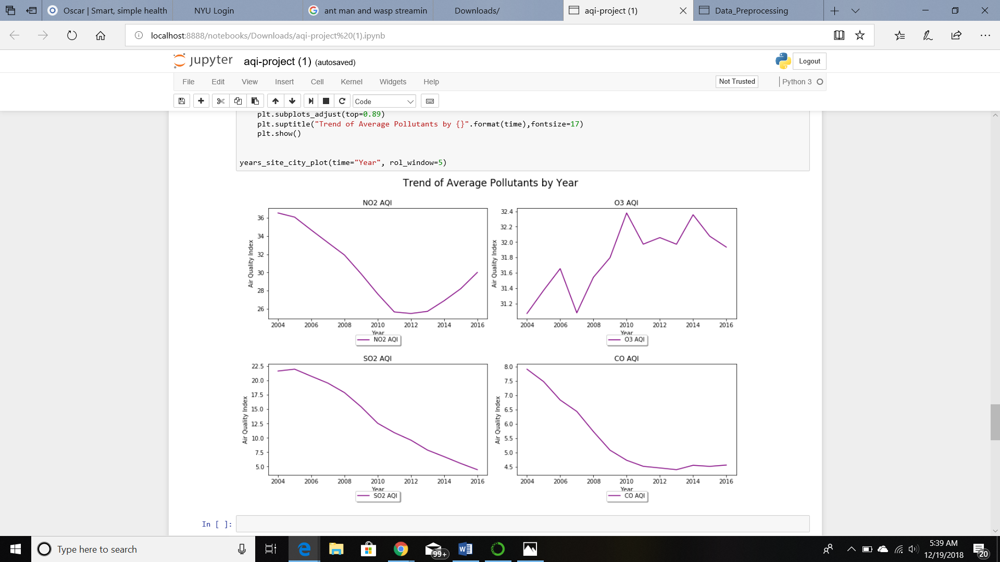 Oscar | Smart, simple health
NYU Login
ant man and wasp streamin
Downloads/
aqi-project (1)
Data_Preprocessing
localhost:8888/notebooks/Downloads/aqi-project%20(1).ipynb
jupyter aqi-project (1) (autosaved)
Logout
File Edit View Insert Cell Kernel Widgets Help
Not Trusted
Python 3
Code
plt.subplots_adjust(top=0.89)
plt.suptitle("Trend of Average Pollutants by {}".format(time),fontsize=17)
plt.show()
years_site_city_plot(time="Year", rol_window=5)
Trend of Average Pollutants by Year
NO2 AQI
Air Quality Index
36
34
32
30
28
26
2004 2006 2008 2010 2012 2014 2016
Year
NO2 AQI
O3 AQI
Air Quality Index
32.4
32.2
32.0
31.8
31.6
31.4
31.2
2004 2006 2008 2010 2012 2014 2016
Year
O3 AQI
SO2 AQI
Air Quality Index
22.5
20.0
17.5
15.0
12.5
10.0
7.5
5.0
2004 2006 2008 2010 2012 2014 2016
Year
SO2 AQI
CO AQI
Air Quality Index
8.0
7.5
7.0
6.5
6.0
5.5
5.0
4.5
2004 2006 2008 2010 2012 2014 2016
Year
CO AQI
In [ ]:
Type here to search
99+
5:39 AM
12/19/2018
20